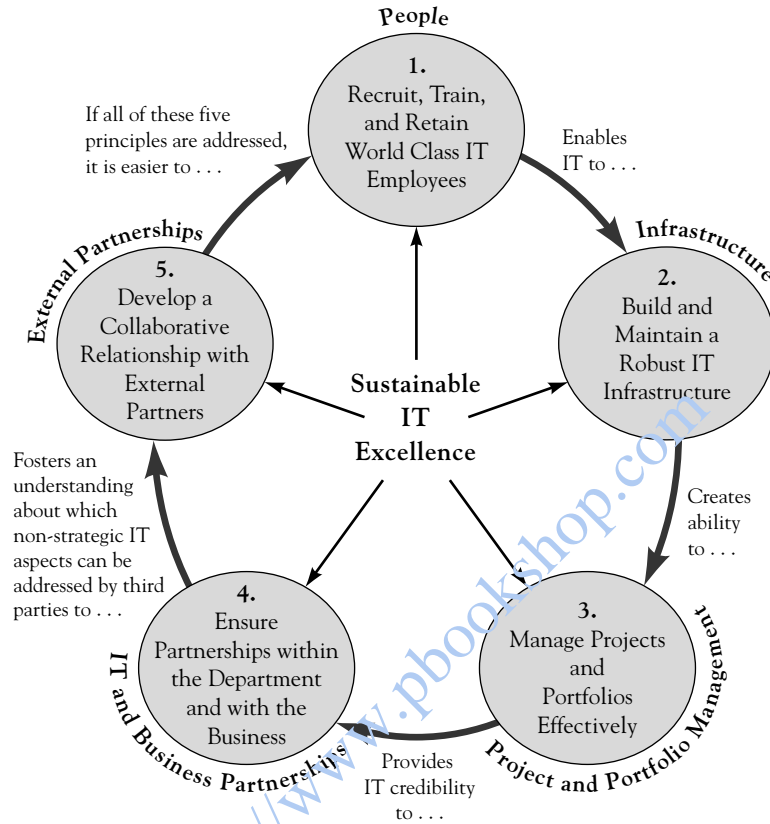 People
1.
Recruit, Train,
and Retain
World Class IT
Employees
Enables
IT to . . .
Infrastructure
2.
Build and
Maintain a
Robust IT
Infrastructure
Creates
ability
to . . .
3.
Manage Projects
and
Portfolios
Effectively
Project and Portfolio Management
Provides
IT credibility
to . . .
4.
Ensure
Partnerships within
the Department
and with the
Business
IT and Business Partnerships
Fosters an
understanding
about which
non-strategic IT
aspects can be
addressed by third
parties to . . .
5.
Develop a
Collaborative
Relationship with
External
Partners
External Partnerships
If all of these five
principles are addressed,
it is easier to . . .
Sustainable
IT
Excellence
//www.pbookshop.com